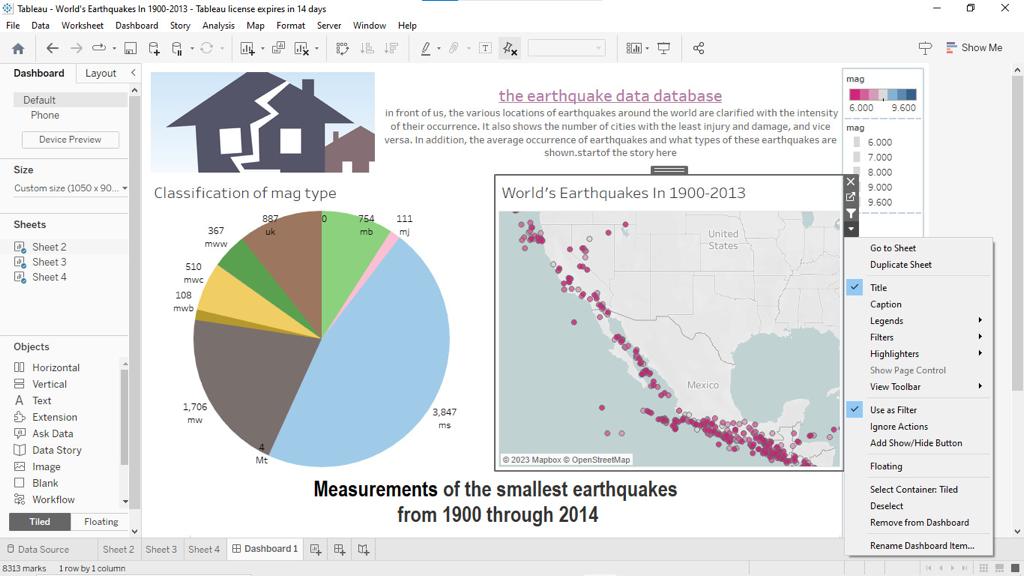 Tableau - World's Earthquakes In 1900-2013 - Tableau license expires in 14 days
File Data Worksheet Dashboard Story Analysis Map Format Server Window Help
Show Me
Dashboard Layout
Default
Phone
Device Preview
Size
Custom size (1050 x 90...
Sheets
Sheet 2
Sheet 3
Sheet 4
Objects
Horizontal
Vertical
Text
Extension
Ask Data
Data Story
Image
Blank
Workflow
Tiled Floating
the earthquake data database
in front of us, the various locations of earthquakes around the world are clarified with the intensity
of their occurrence. It also shows the number of cities with the least injury and damage, and vice
versa. In addition, the average occurrence of earthquakes and what types of these earthquakes are
shown.startof the story here
mag
6.000 9.600
mag
6.000
7.000
8.000
9.000
9.600
Classification of mag type
887
uk
0
754
mb
111
mj
367
mww
510
mwc
108
mwb
1,706
mw
4
Mt
3,847
ms
World's Earthquakes In 1900-2013
United
States
Mexico
© 2023 Mapbox © OpenStreetMap
Measurements of the smallest earthquakes
from 1900 through 2014
Go to Sheet
Duplicate Sheet
Title
Caption
Legends
Filters
Highlighters
Show Page Control
View Toolbar
Use as Filter
Ignore Actions
Add Show/Hide Button
Floating
Select Container: Tiled
Deselect
Remove from Dashboard
Rename Dashboard Item...
Data Source Sheet 2 Sheet 3 Sheet 4 Dashboard 1
8313 marks 1 row by 1 column